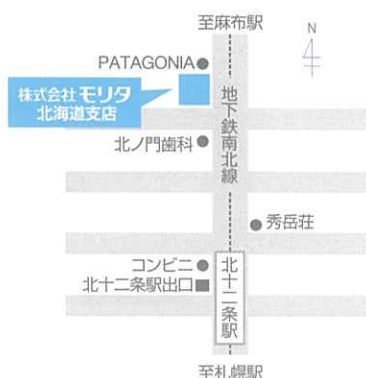 至麻布駅
N
PATAGONIA
株式会社 モリタ
北海道支店
地下鉄南北線
北ノ門歯科
秀岳荘
コンビニ
北十二条駅出口
北十二条駅
至札幌駅